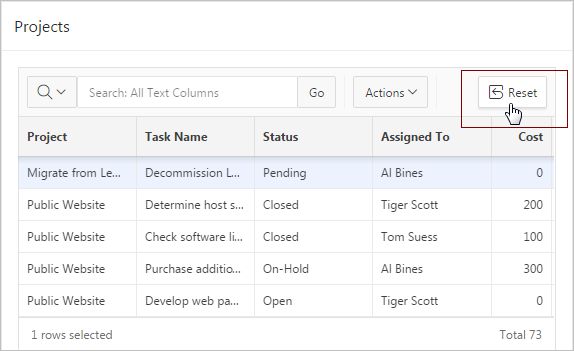 Projects
Search: All Text Columns Go Actions Reset
Project Task Name Status Assigned To Cost
Migrate from Le... Decommission L... Pending Al Bines 0
Public Website Determine host s... Closed Tiger Scott 200
Public Website Check software li... Closed Tom Suess 100
Public Website Purchase additio... On-Hold Al Bines 300
Public Website Develop web pa... Open Tiger Scott 0
1 rows selected Total 73